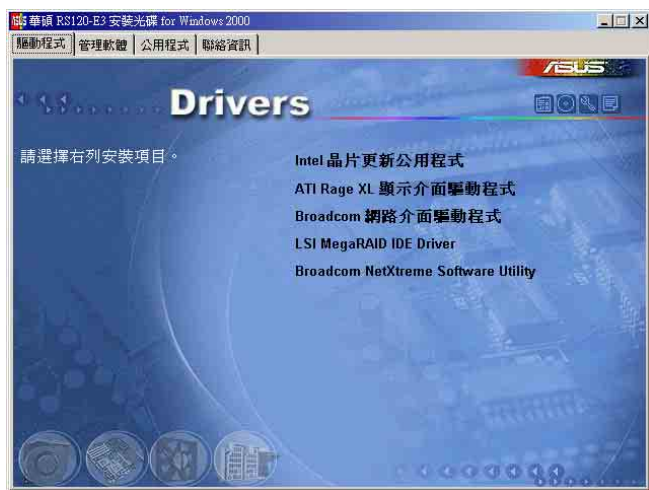 華碩 RS120-E3 安裝光碟 for Windows 2000
驅動程式 管理軟體 公用程式 聯絡資訊
ASUS
Drivers
請選擇右列安裝項目。
Intel 晶片更新公用程式
ATI Rage XL 顯示介面驅動程式
Broadcom 網路介面驅動程式
LSI MegaRAID IDE Driver
Broadcom NetXtreme Software Utility